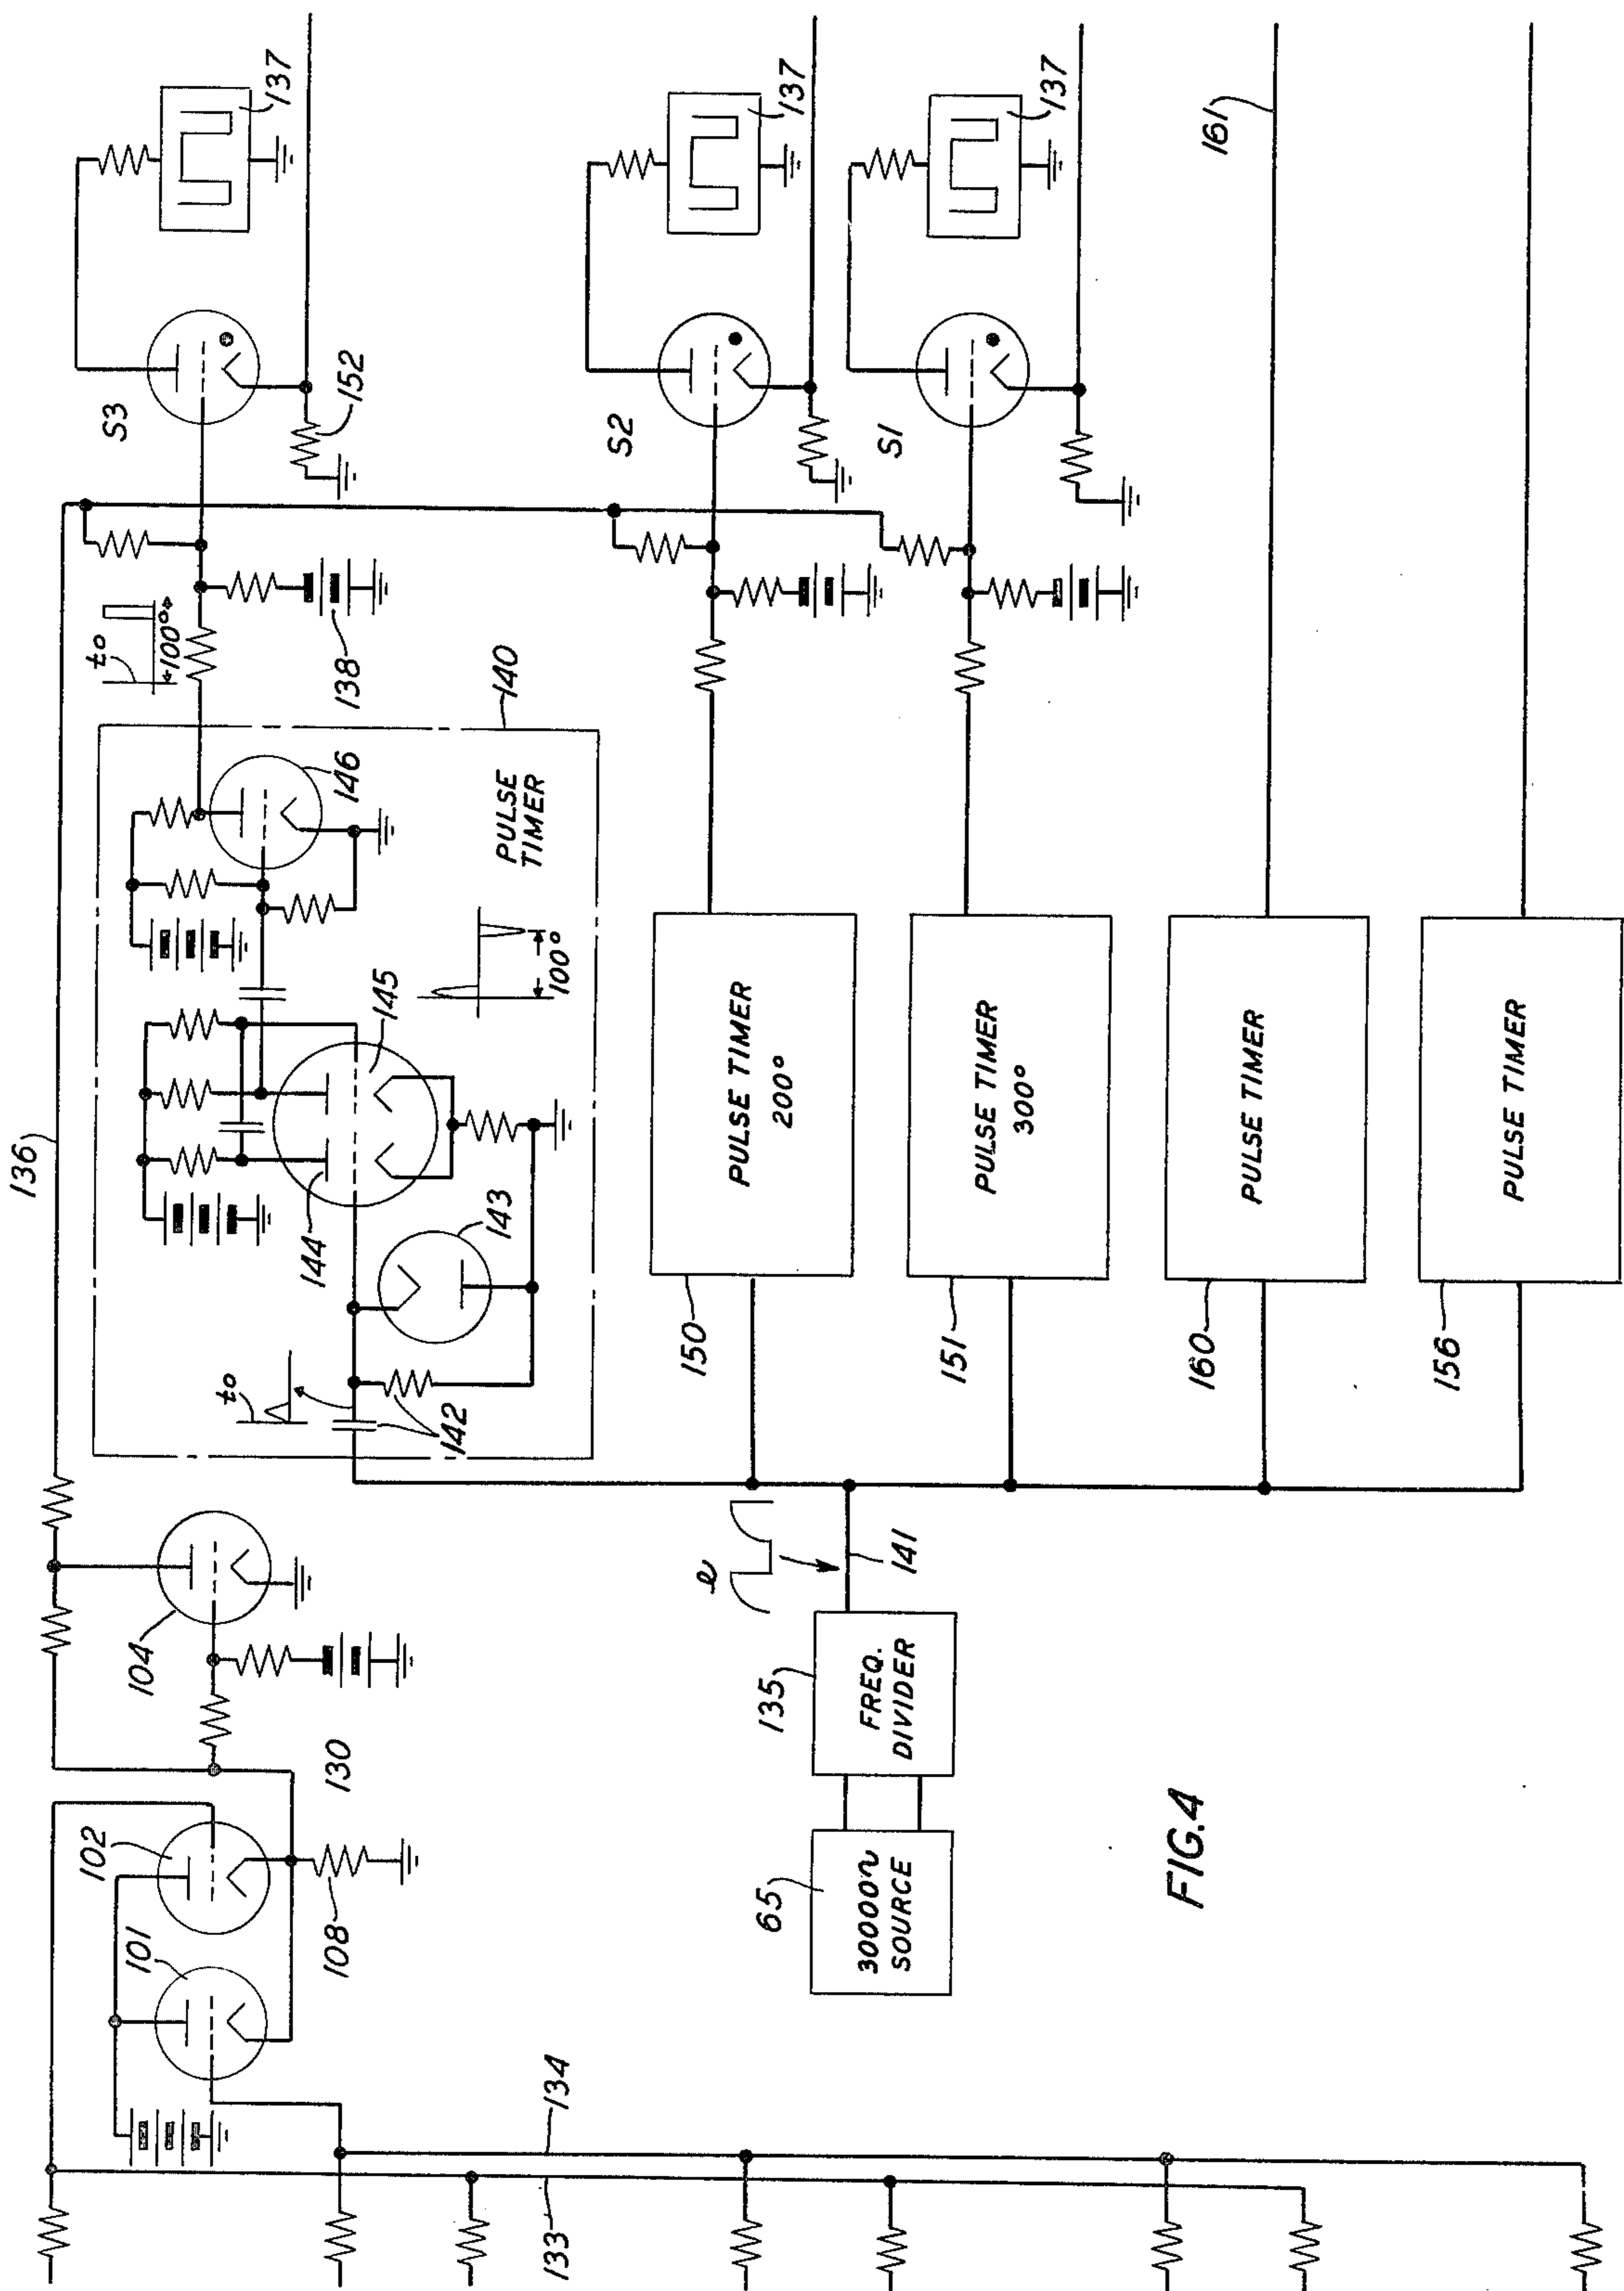 136
S3
137
to
100°
138
152
140
PULSE
TIMER
146
145
100°
144
143
to
142
104
130
102
101
108
134
133
S2
137
S1
137
PULSE TIMER
200°
150
PULSE TIMER
300°
151
161
PULSE TIMER
160
PULSE TIMER
156
e
141
FREQ.
DIVIDER
135
30000~
SOURCE
65
FIG.4